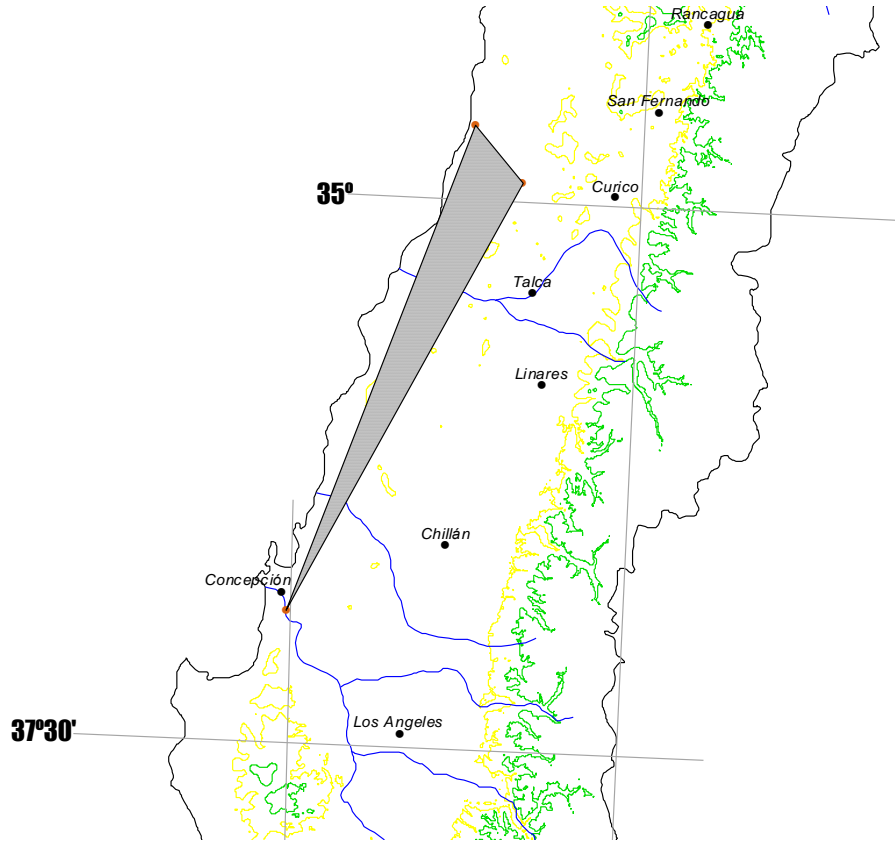 Rancagua
San Fernando
35º
Curico
Talca
Linares
Chillán
Concepción
37º30'
Los Angeles